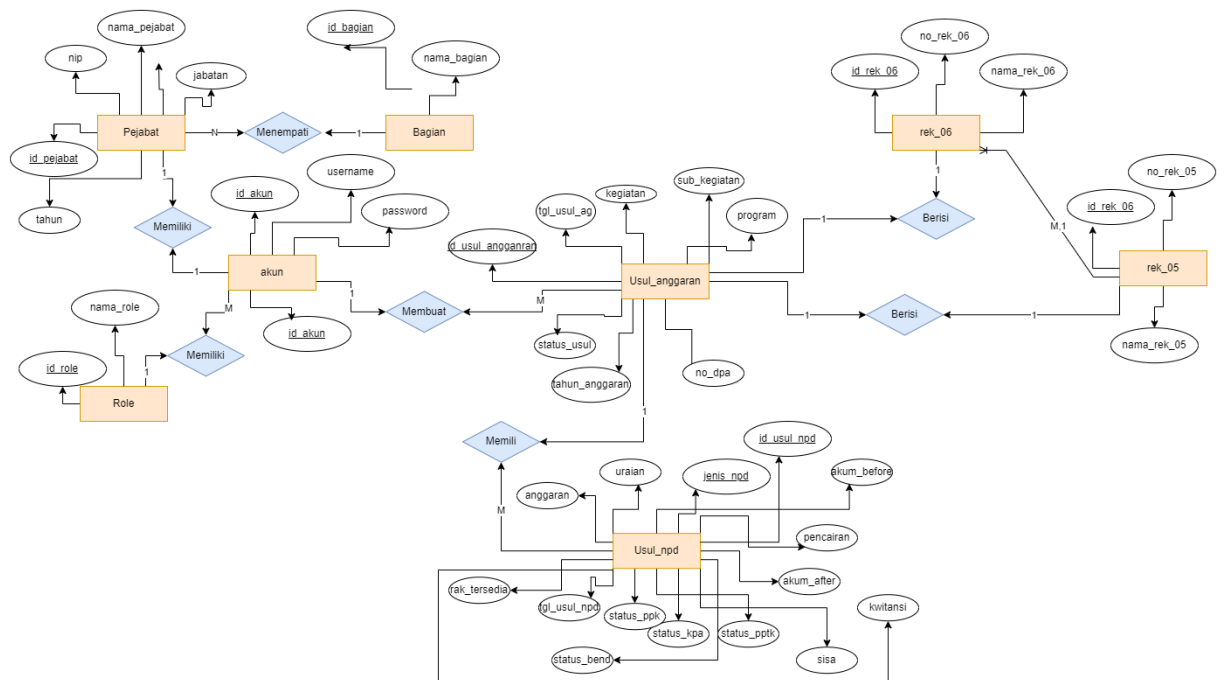 nama_pejabat
id_bagian
nip
nama_bagian
jabatan
Pejabat
N
Menempati
1
Bagian
id_pejabat
tahun
1
Memiliki
1
id_akun
username
password
akun
M
1
id_akun
Membuat
M
nama_role
id_role
Role
1
Memiliki
tgl_usul_ag
kegiatan
sub_kegiatan
program
id_usul_angganran
Usul_anggaran
status_usul
tahun_anggaran
no_dpa
1
1
1
no_rek_06
id_rek_06
nama_rek_06
rek_06
1
Berisi
M,1
no_rek_05
id_rek_06
rek_05
1
Berisi
nama_rek_05
Memili
M
uraian
anggaran
jenis_npd
id_usul_npd
akum_before
Usul_npd
pencairan
akum_after
rak_tersedia
tgl_usul_npd
status_ppk
status_kpa
status_pptk
status_bend
sisa
kwitansi